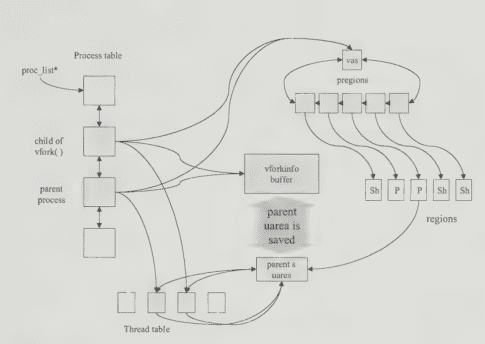 Process table
proc_list*
vas
pregions
child of
vfork( )
parent
process
vforkinfo
buffer
Sh
P
P
Sh
Sh
regions
parent
uarea is
saved
parent s
uarea
Thread table